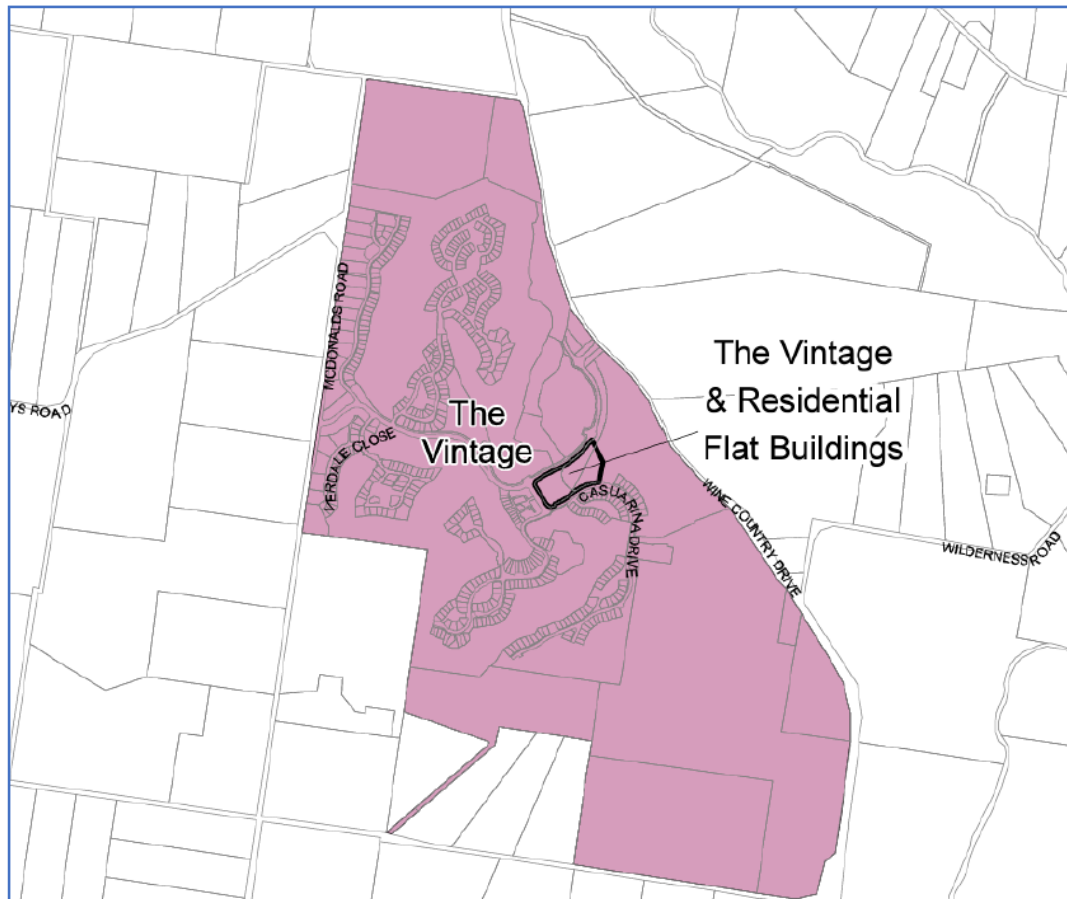 MCDONALDS ROAD
The Vintage
& Residential
Flat Buildings
YS ROAD
The
Vintage
VERDALE CLOSE
CASUARINA DRIVE
WINE COUNTRY DRIVE
WILDERNESS ROAD